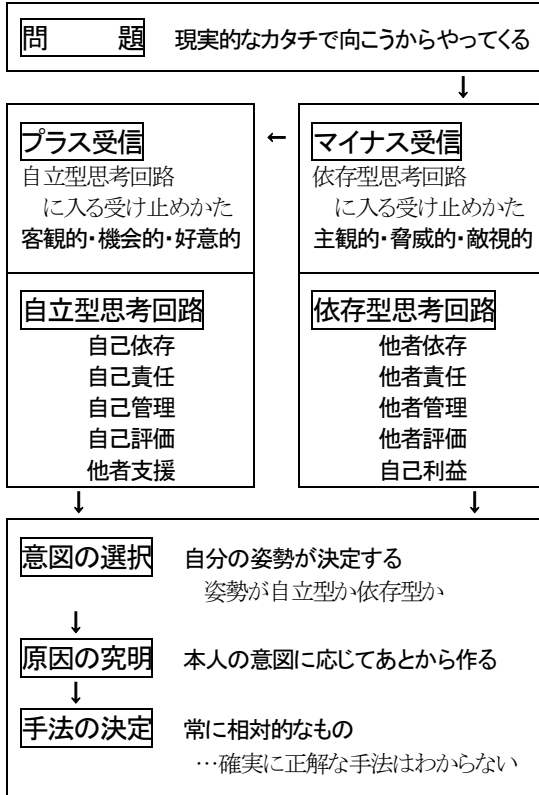 問 題 現実的なカタチで向こうからやってくる
↓
プラス受信
自立型思考回路
に入る受け止めかた
客観的・機会的・好意的
←
マイナス受信
依存型思考回路
に入る受け止めかた
主観的・脅威的・敵視的
自立型思考回路
自己依存
自己責任
自己管理
自己評価
他者支援
依存型思考回路
他者依存
他者責任
他者管理
他者評価
自己利益
↓ ↓
意図の選択 自分の姿勢が決定する
姿勢が自立型か依存型か
↓
原因の究明 本人の意図に応じてあとから作る
↓
手法の決定 常に相対的なもの
…確実に正解な手法はわからない